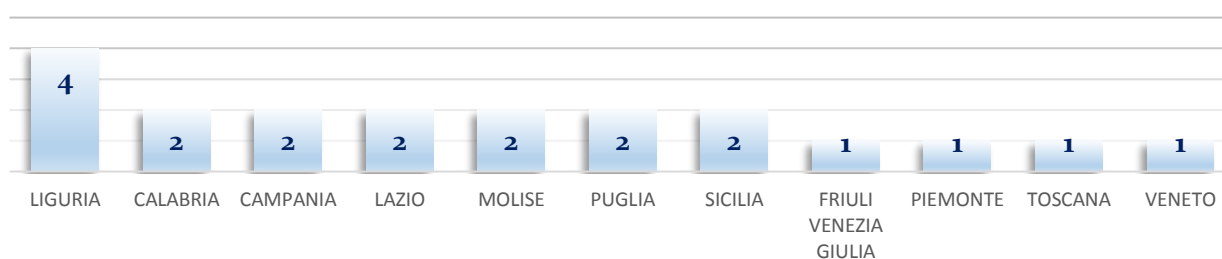 4
2 2 2 2 2 2
1 1 1 1
LIGURIA CALABRIA CAMPANIA LAZIO MOLISE PUGLIA SICILIA FRIULI PIEMONTE TOSCANA VENETO
VENEZIA
GIULIA